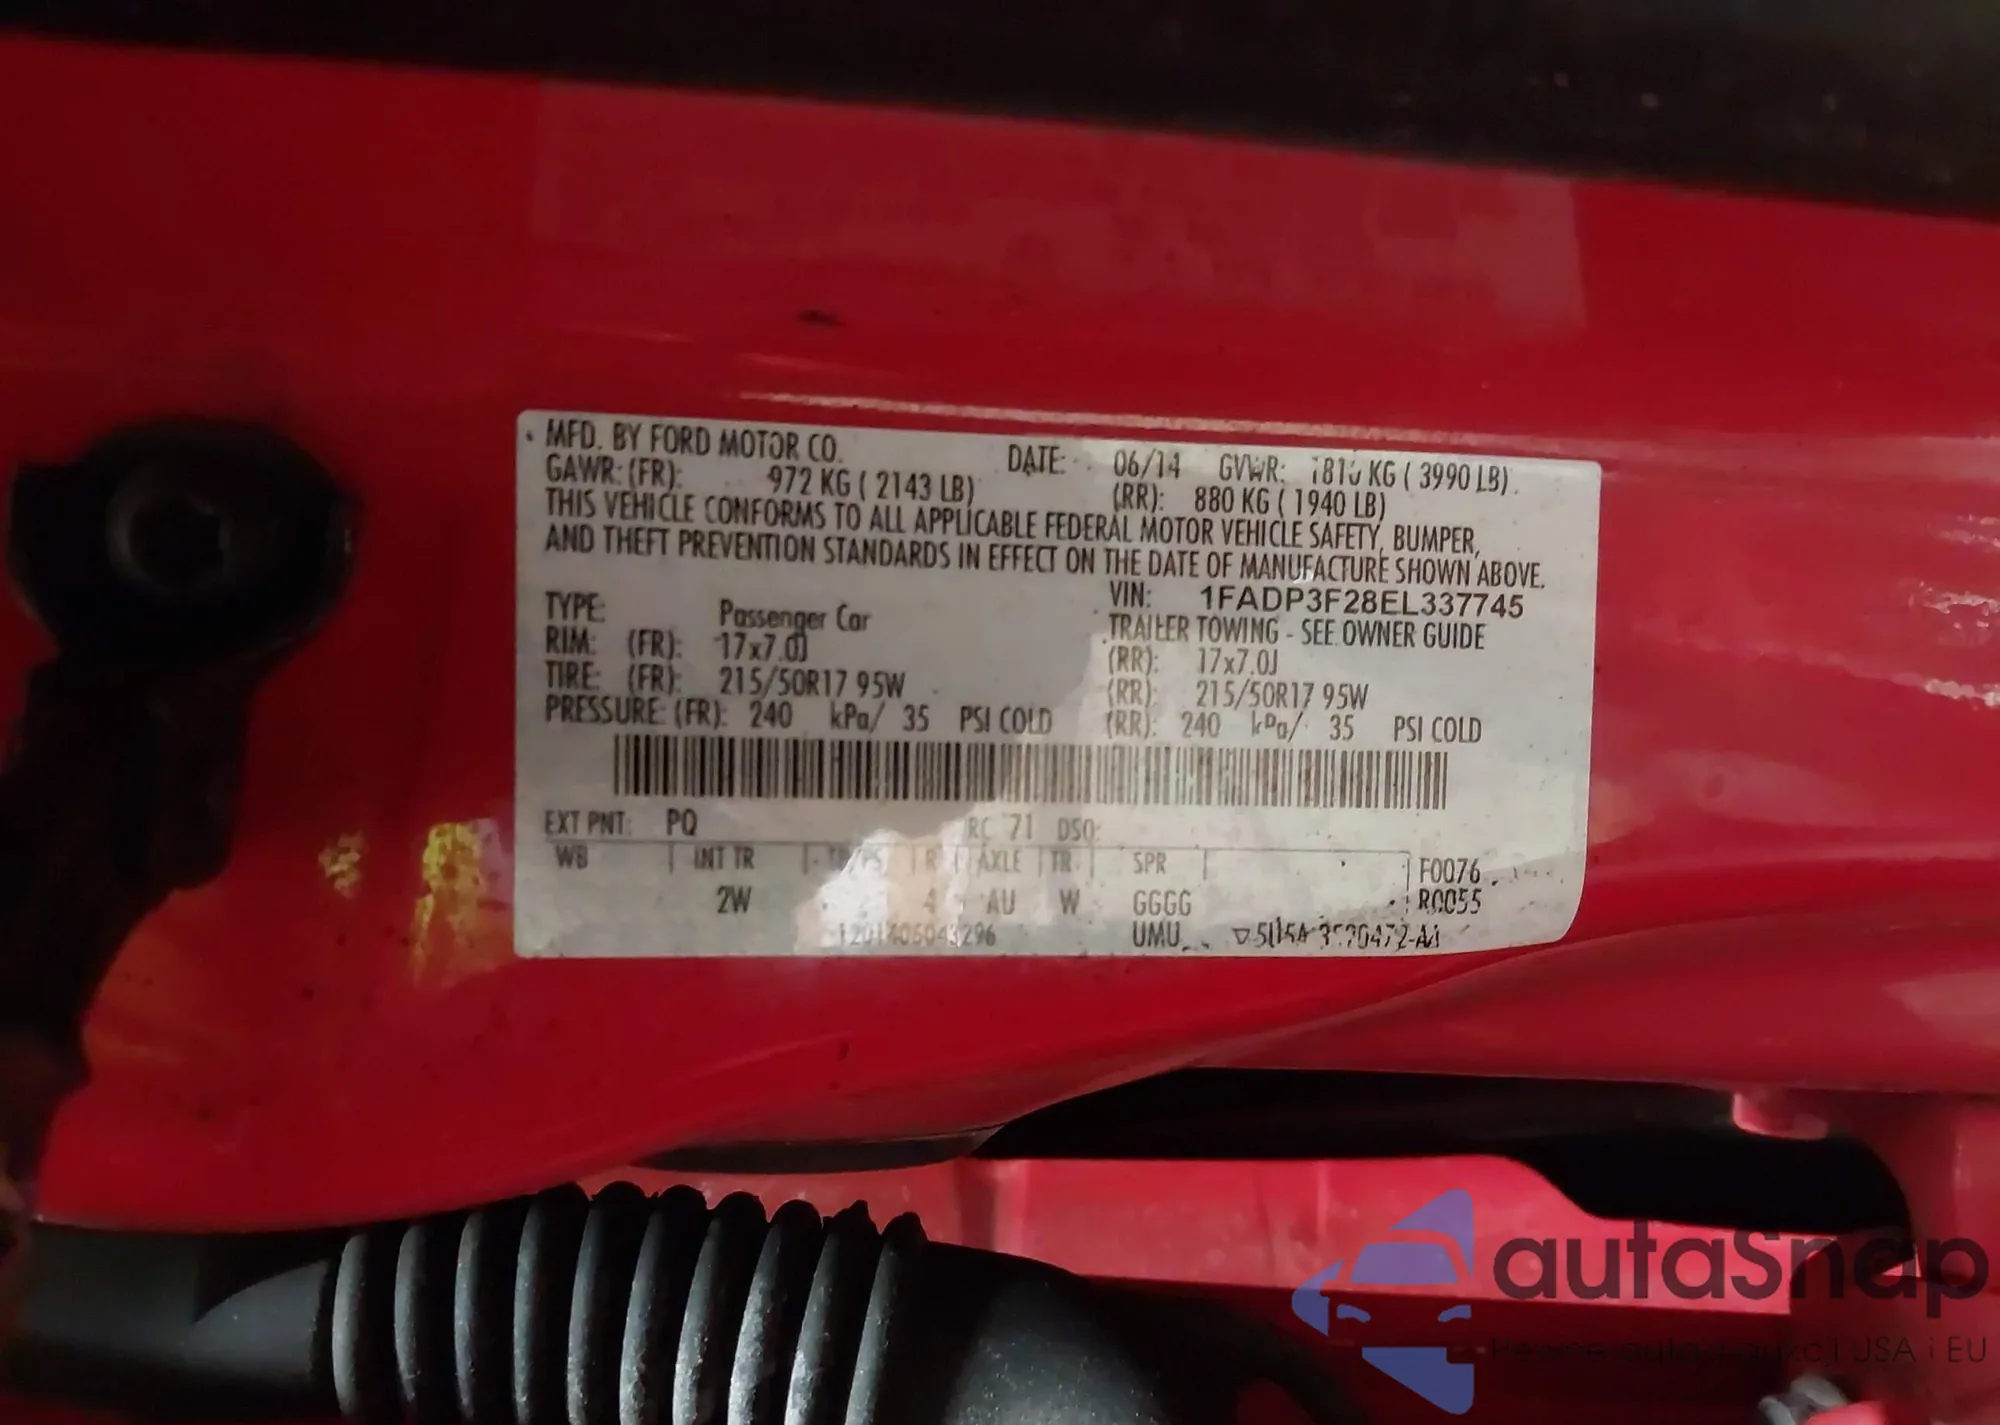 MFD. BY FORD MOTOR CO. DATE: 06/14 GVWR: KG ( 3990 LB)
GAWR: (FR): 972 KG ( 2143 LB) (RR): 880 KG ( 1940 LB)
THIS VEHICLE CONFORMS TO ALL APPLICABLE FEDERAL MOTOR VEHICLE SAFETY, BUMPER,
AND THEFT PREVENTION STANDARDS IN EFFECT ON THE DATE OF MANUFACTURE SHOWN ABOVE.
VIN: 1FADP3F28EL337745
TYPE: Passenger Car TRAILER TOWING - SEE OWNER GUIDE
RIM: (FR): 17x7.0J (RR): 17x7.0J
TIRE: (FR): 215/50R17 95W (RR): 215/50R17 95W
PRESSURE: (FR): 240 kPa/ 35 PSI COLD (RR): 240 kPa/ 35 PSI COLD
EXT PNT: PQ RC: 71 DSO:
WB INT TR R AXLE TR SPR F0076
2W 4 AU W GGGG R0055
UMU
autaSnap
USA i EU